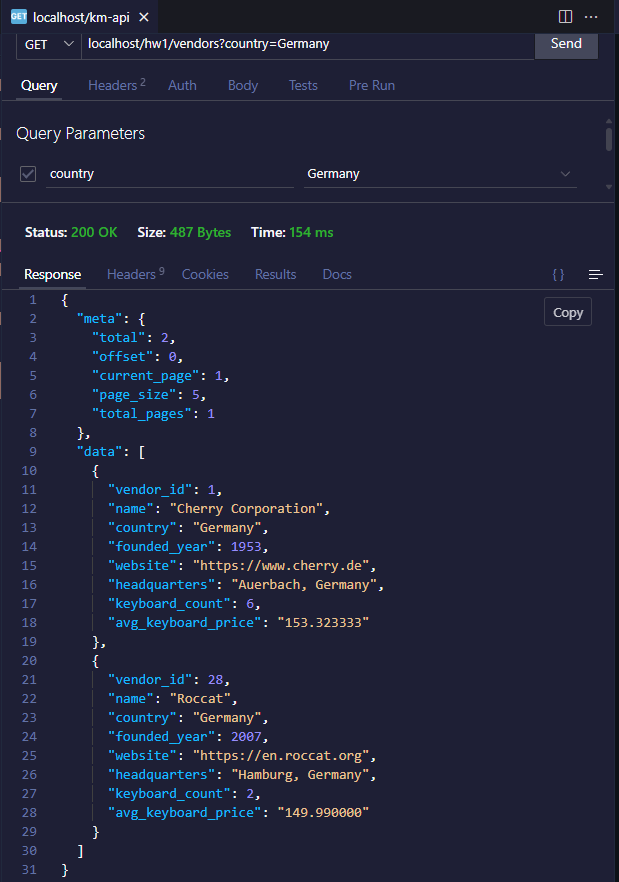 GET localhost/km-api ✕ ...
GET localhost/hw1/vendors?country=Germany Send
Query Headers 2 Auth Body Tests Pre Run
Query Parameters
country Germany
Status: 200 OK Size: 487 Bytes Time: 154 ms
Response Headers 9 Cookies Results Docs { }
Copy
1 {
2 "meta": {
3 "total": 2,
4 "offset": 0,
5 "current_page": 1,
6 "page_size": 5,
7 "total_pages": 1
8 },
9 "data": [
10 {
11 "vendor_id": 1,
12 "name": "Cherry Corporation",
13 "country": "Germany",
14 "founded_year": 1953,
15 "website": "https://www.cherry.de",
16 "headquarters": "Auerbach, Germany",
17 "keyboard_count": 6,
18 "avg_keyboard_price": "153.323333"
19 },
20 {
21 "vendor_id": 28,
22 "name": "Roccat",
23 "country": "Germany",
24 "founded_year": 2007,
25 "website": "https://en.roccat.org",
26 "headquarters": "Hamburg, Germany",
27 "keyboard_count": 2,
28 "avg_keyboard_price": "149.990000"
29 }
30 ]
31 }